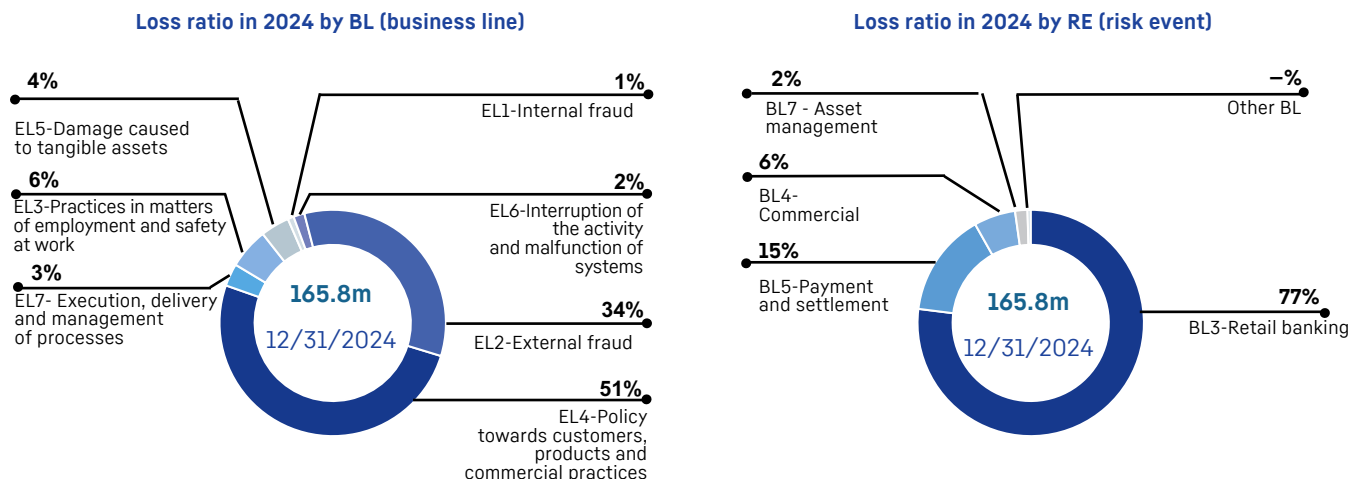 Loss ratio in 2024 by BL (business line)
4%
EL5-Damage caused
to tangible assets
6%
EL3-Practices in matters
of employment and safety
at work
3%
EL7- Execution, delivery
and management
of processes
1%
EL1-Internal fraud
2%
EL6-Interruption of
the activity
and malfunction of
systems
34%
EL2-External fraud
51%
EL4-Policy
towards customers,
products and
commercial practices
165.8m
12/31/2024
Loss ratio in 2024 by RE (risk event)
2%
BL7 - Asset
management
6%
BL4-
Commercial
15%
BL5-Payment
and settlement
–%
Other BL
77%
BL3-Retail banking
165.8m
12/31/2024